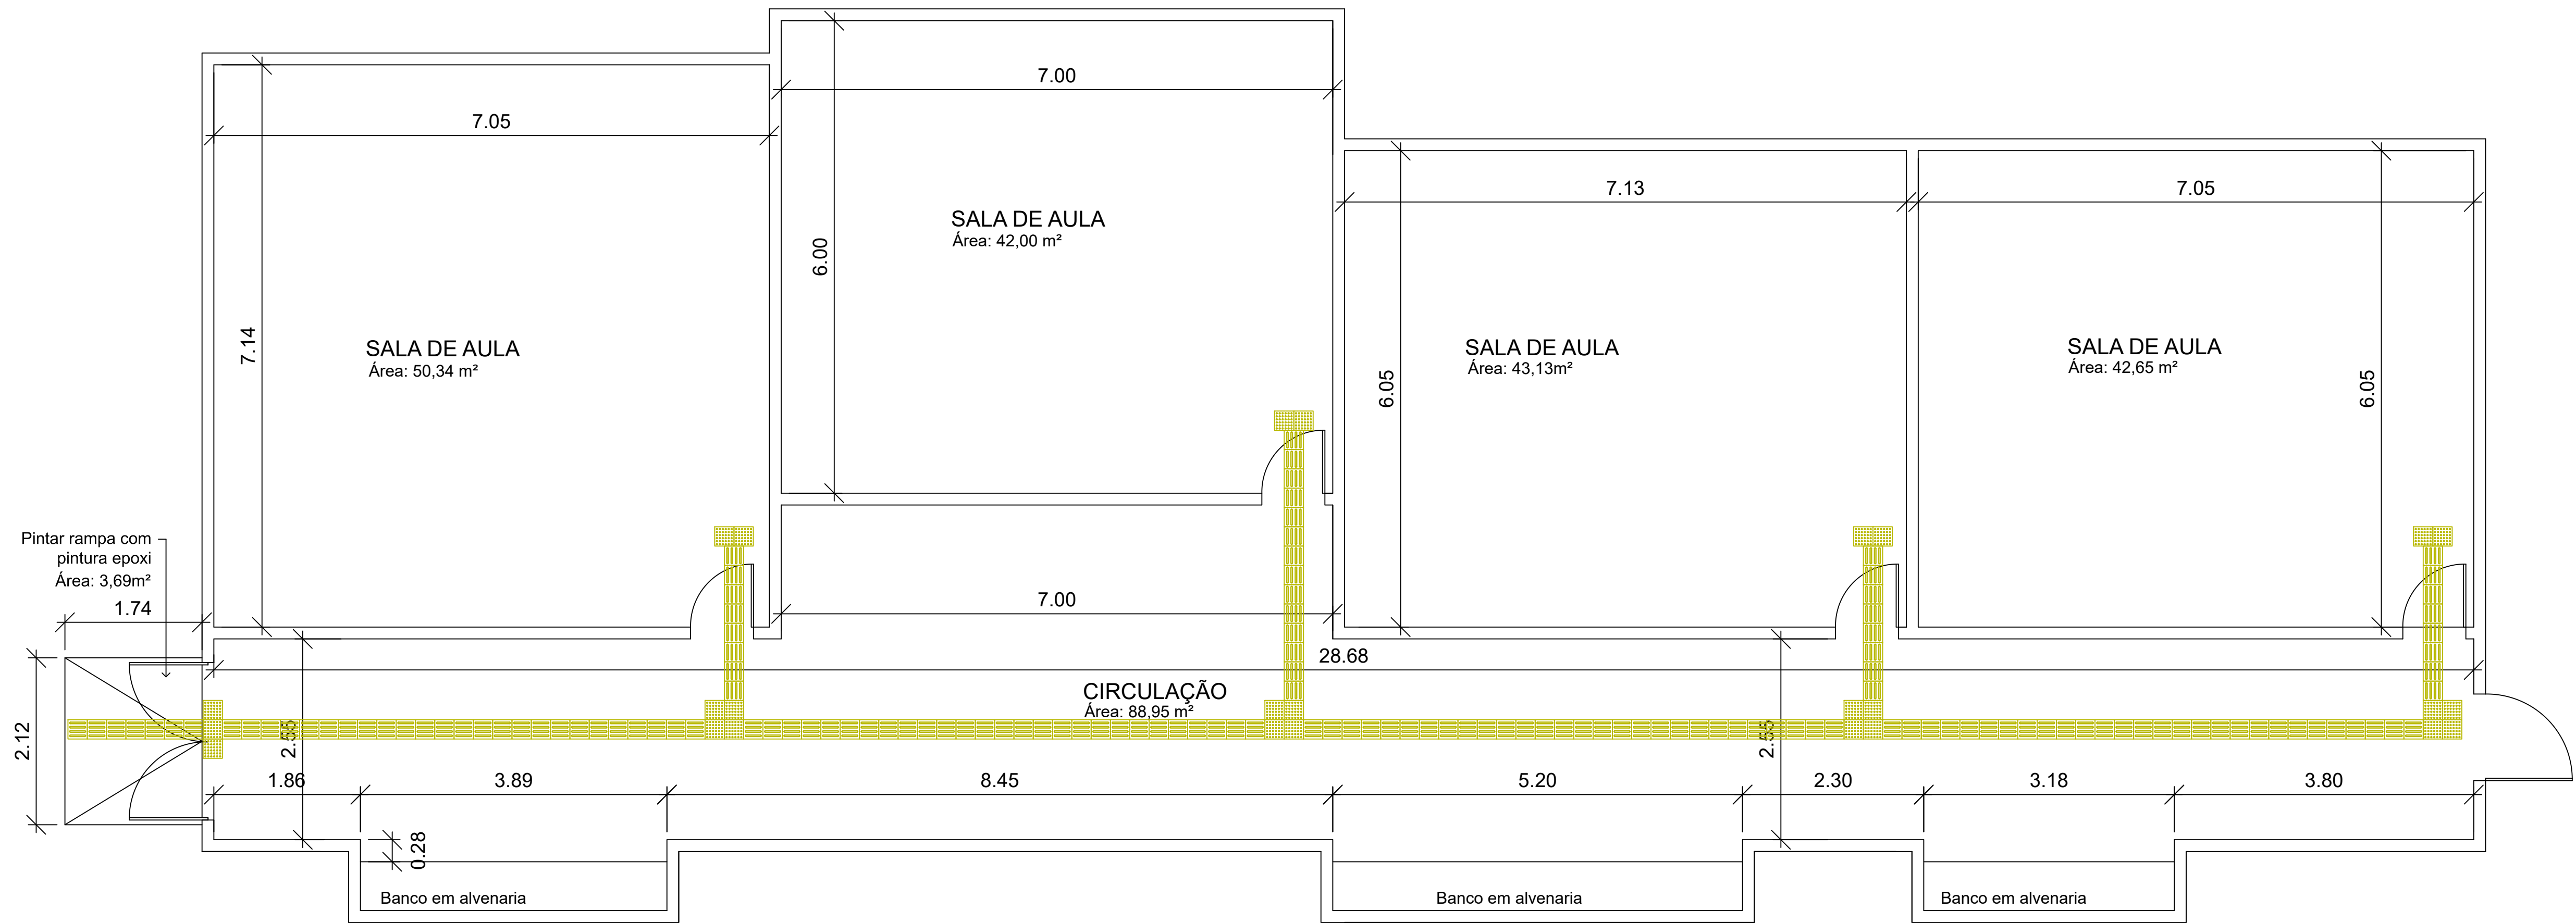 7.00
7.05
7.13
7.05
SALA DE AULA
Área: 42,00 m²
6.00
7.14
SALA DE AULA
Área: 50,34 m²
SALA DE AULA
Área: 43,13m²
SALA DE AULA
Área: 42,65 m²
6.05
6.05
Pintar rampa com
pintura epoxi
Área: 3,69m²
1.74
7.00
28.68
CIRCULAÇÃO
Área: 88,95 m²
2.12
2.55
2.55
1.86
3.89
8.45
5.20
2.30
3.18
3.80
0.28
Banco em alvenaria
Banco em alvenaria
Banco em alvenaria